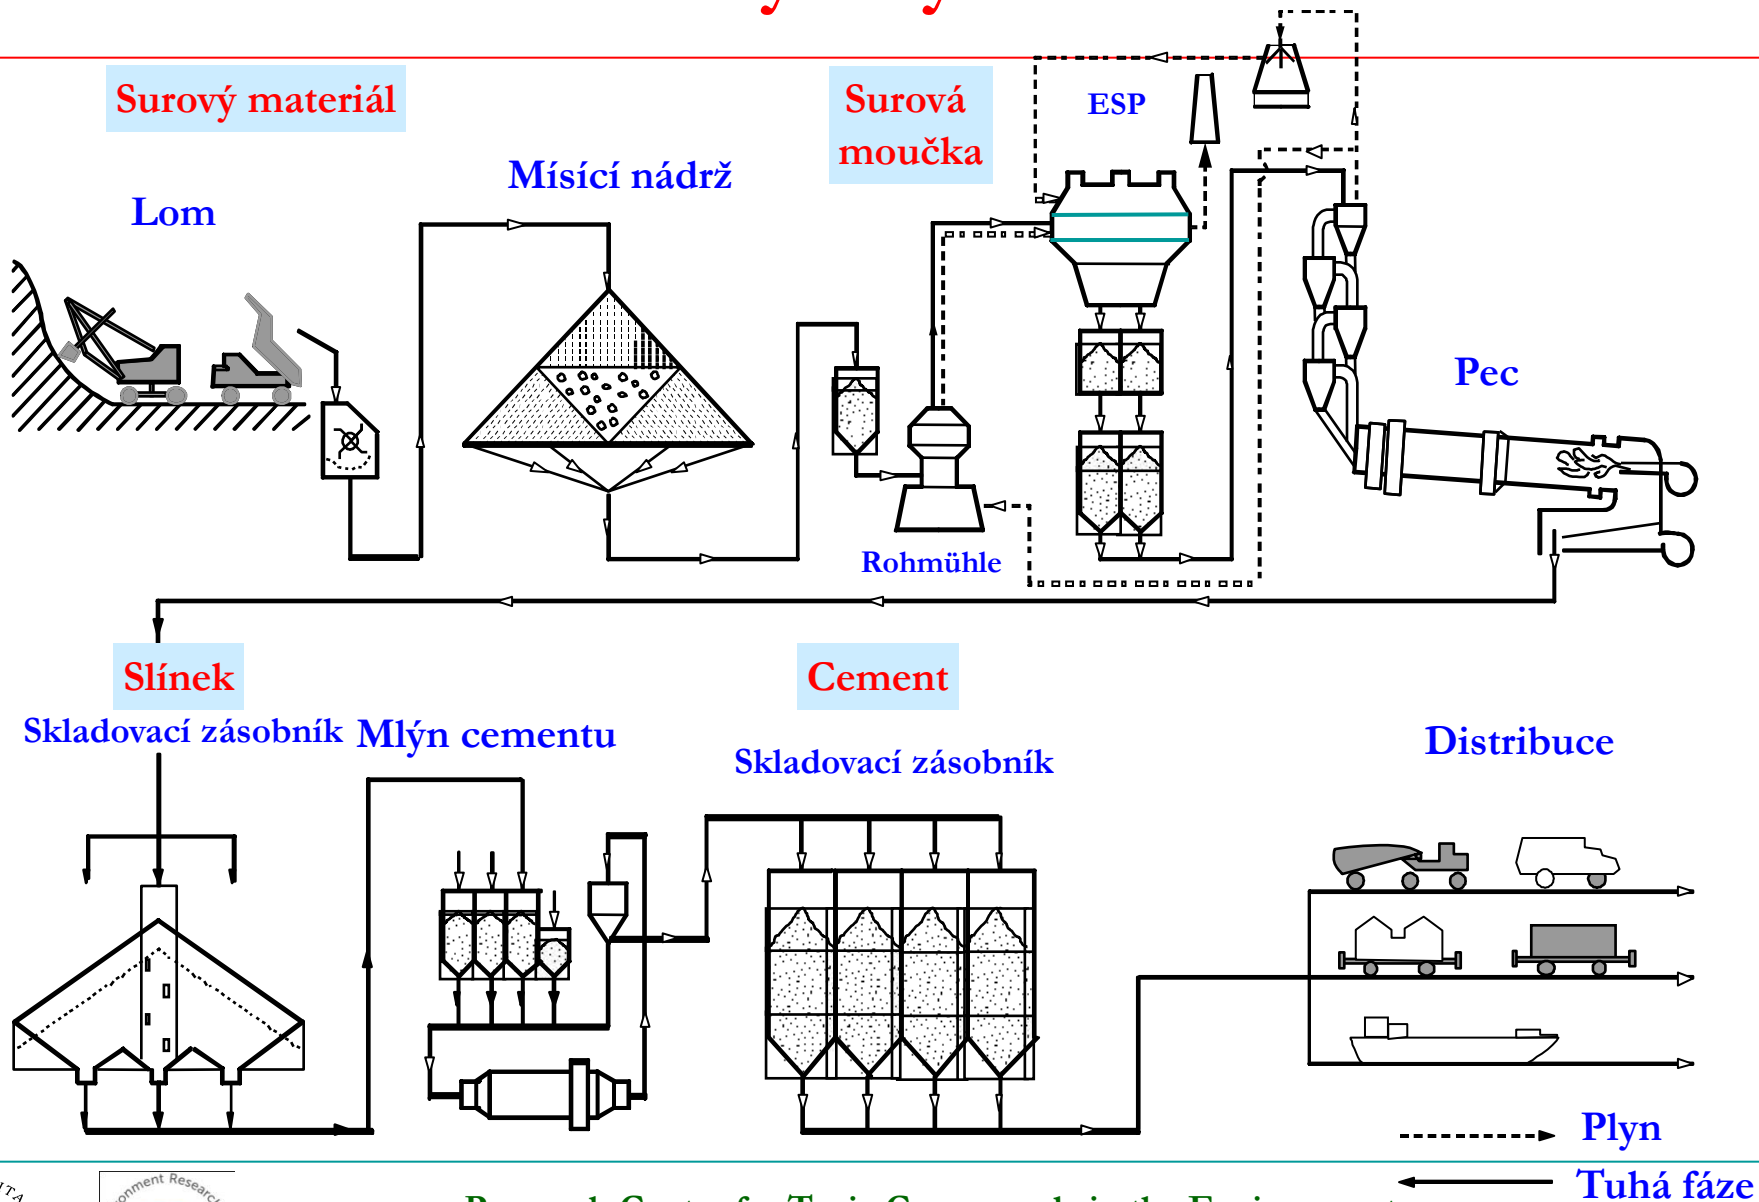 Surový materiál
Surová
moučka
ESP
Mísící nádrž
Lom
Pec
Rohmühle
Slínek
Cement
Skladovací zásobník
Mlýn cementu
Skladovací zásobník
Distribuce
Plyn
Tuhá fáze